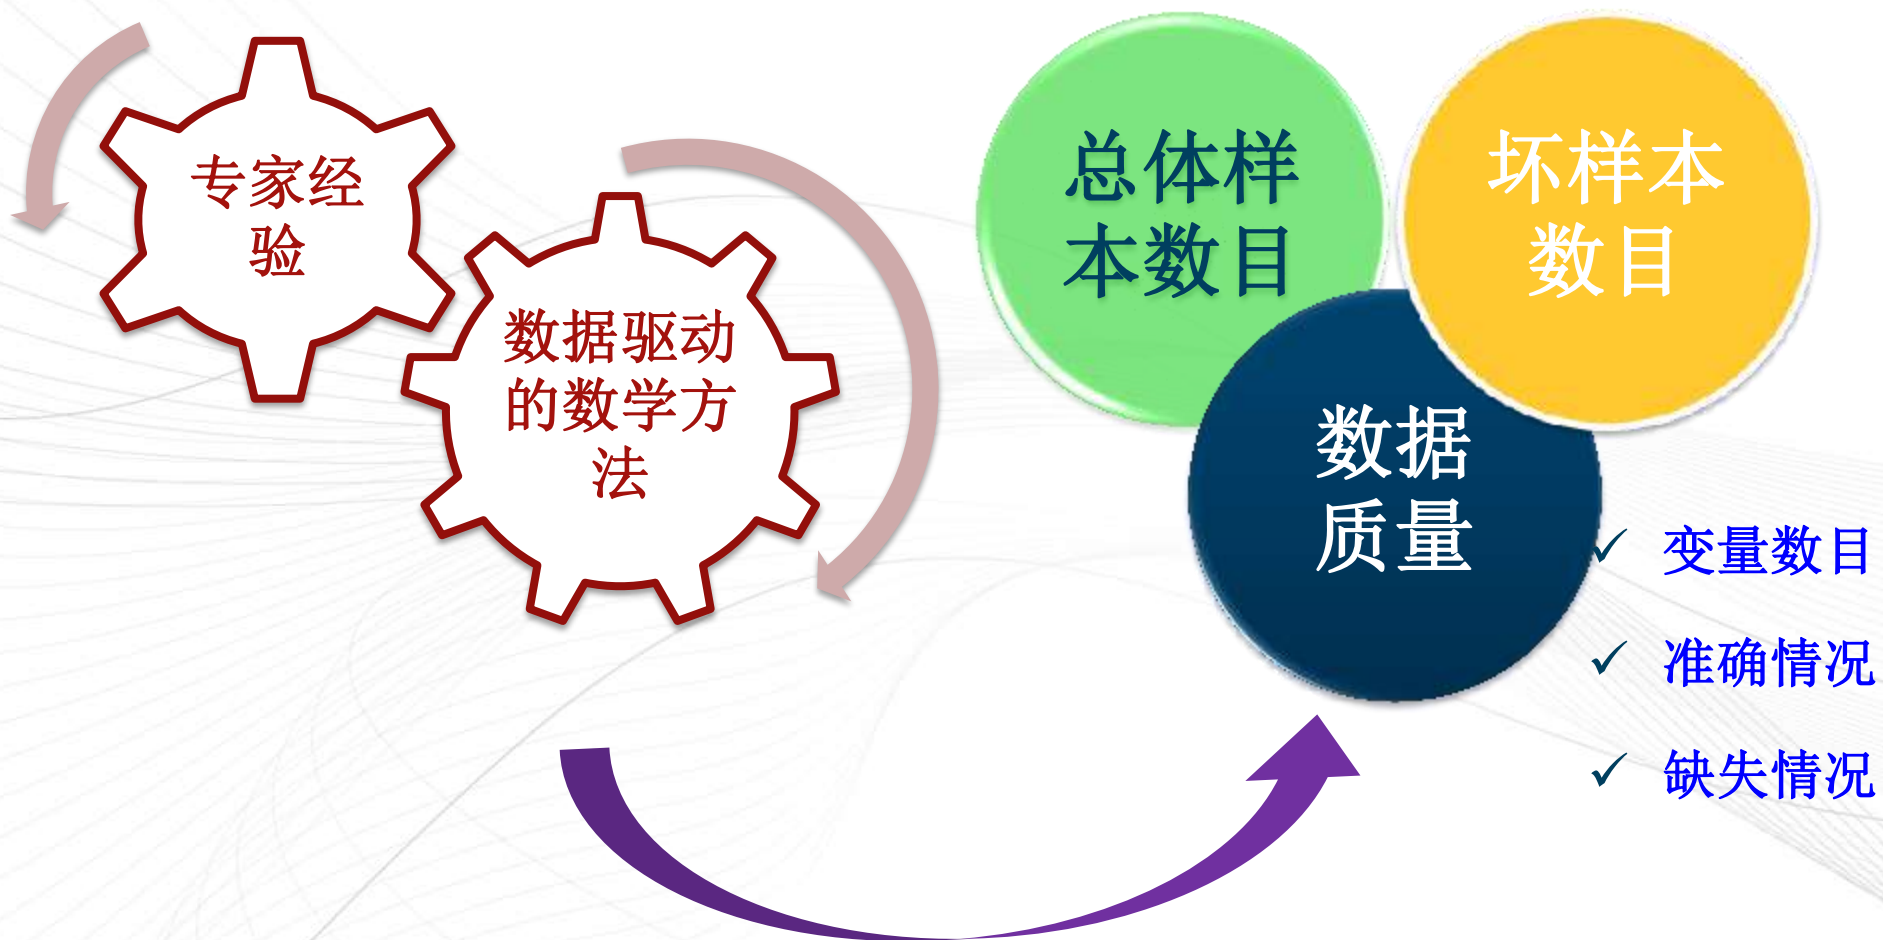 专家经
验
数据驱动
的数学方
法
总体样
本数目
坏样本
数目
数据
质量
✓ 变量数目
✓ 准确情况
✓ 缺失情况